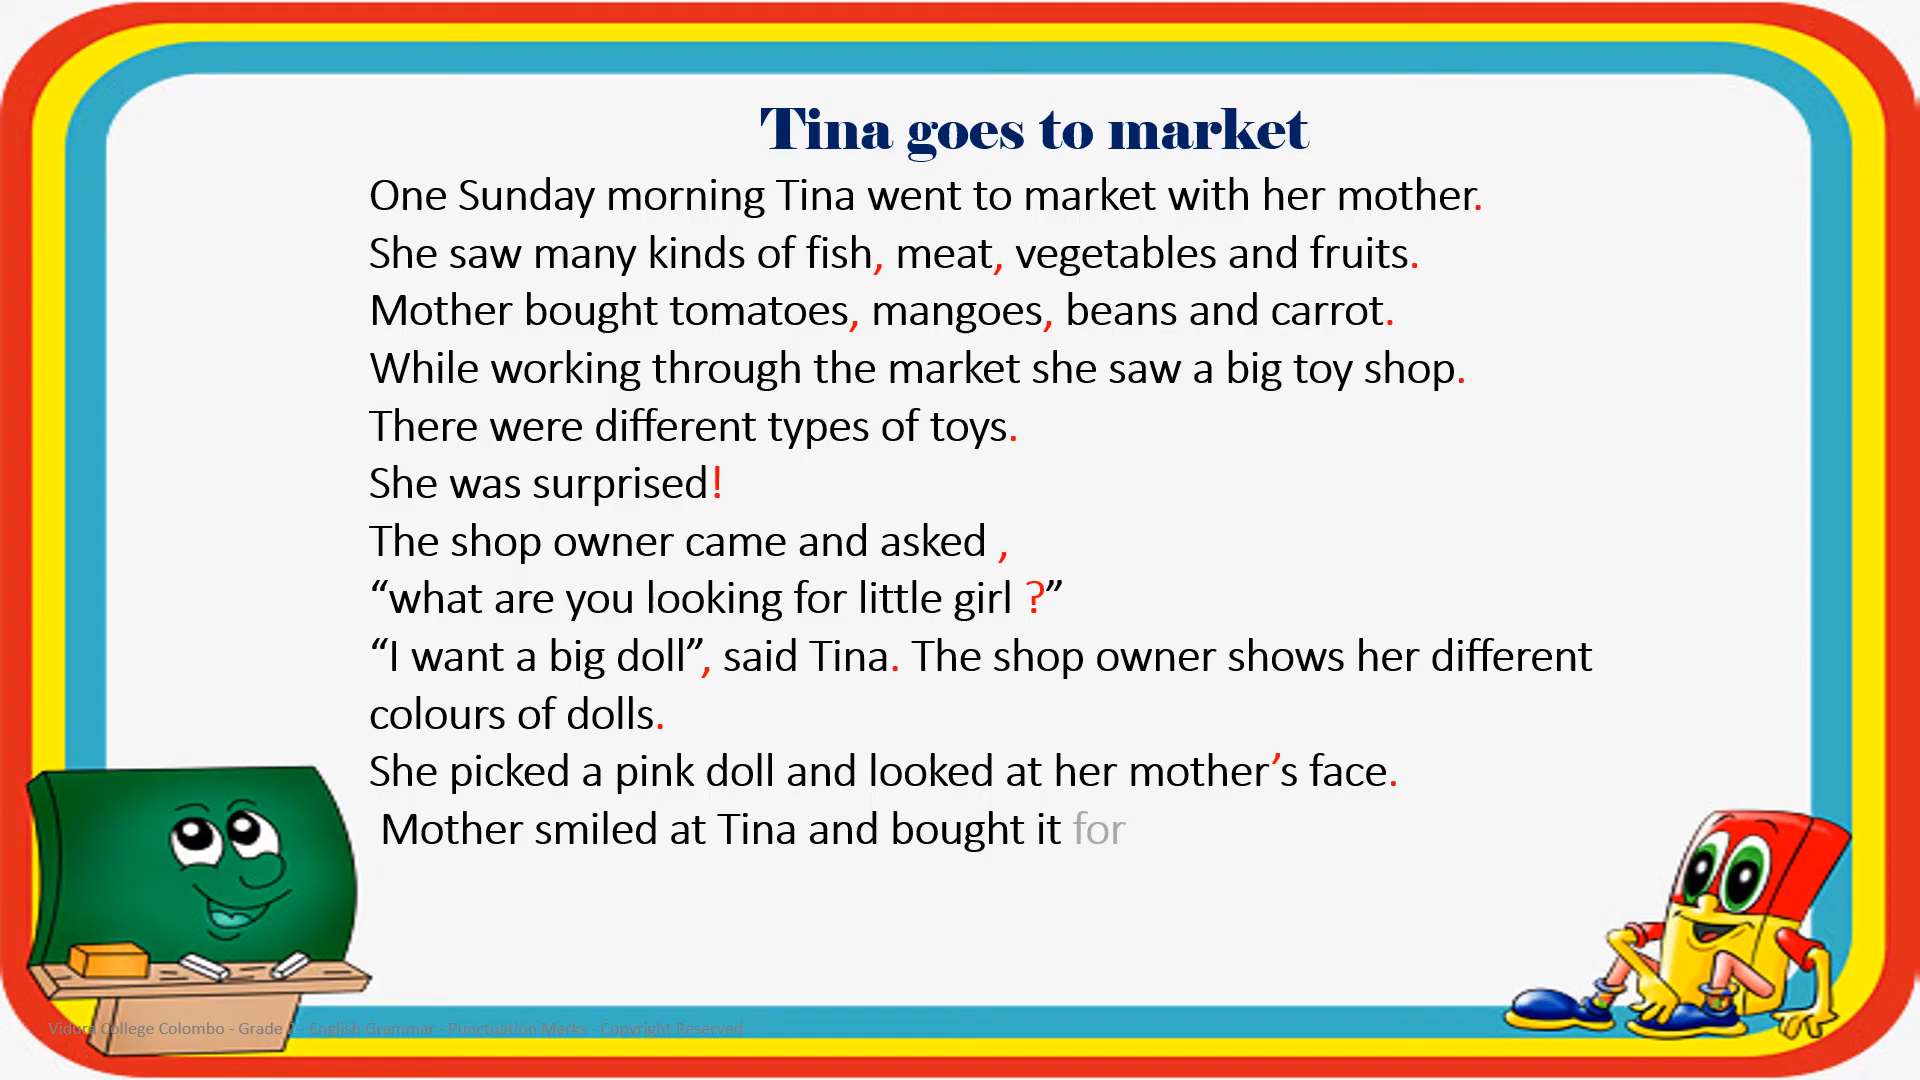 Tina goes to market
One Sunday morning Tina went to market with her mother.
She saw many kinds of fish, meat, vegetables and fruits.
Mother bought tomatoes, mangoes, beans and carrot.
While working through the market she saw a big toy shop.
There were different types of toys.
She was surprised!
The shop owner came and asked ,
“what are you looking for little girl ?”
“I want a big doll”, said Tina. The shop owner shows her different
colours of dolls.
She picked a pink doll and looked at her mother’s face.
Mother smiled at Tina and bought it for
Vidura College Colombo - Grade 2 - English Grammar - Punctuation Marks - Copyright Reserved